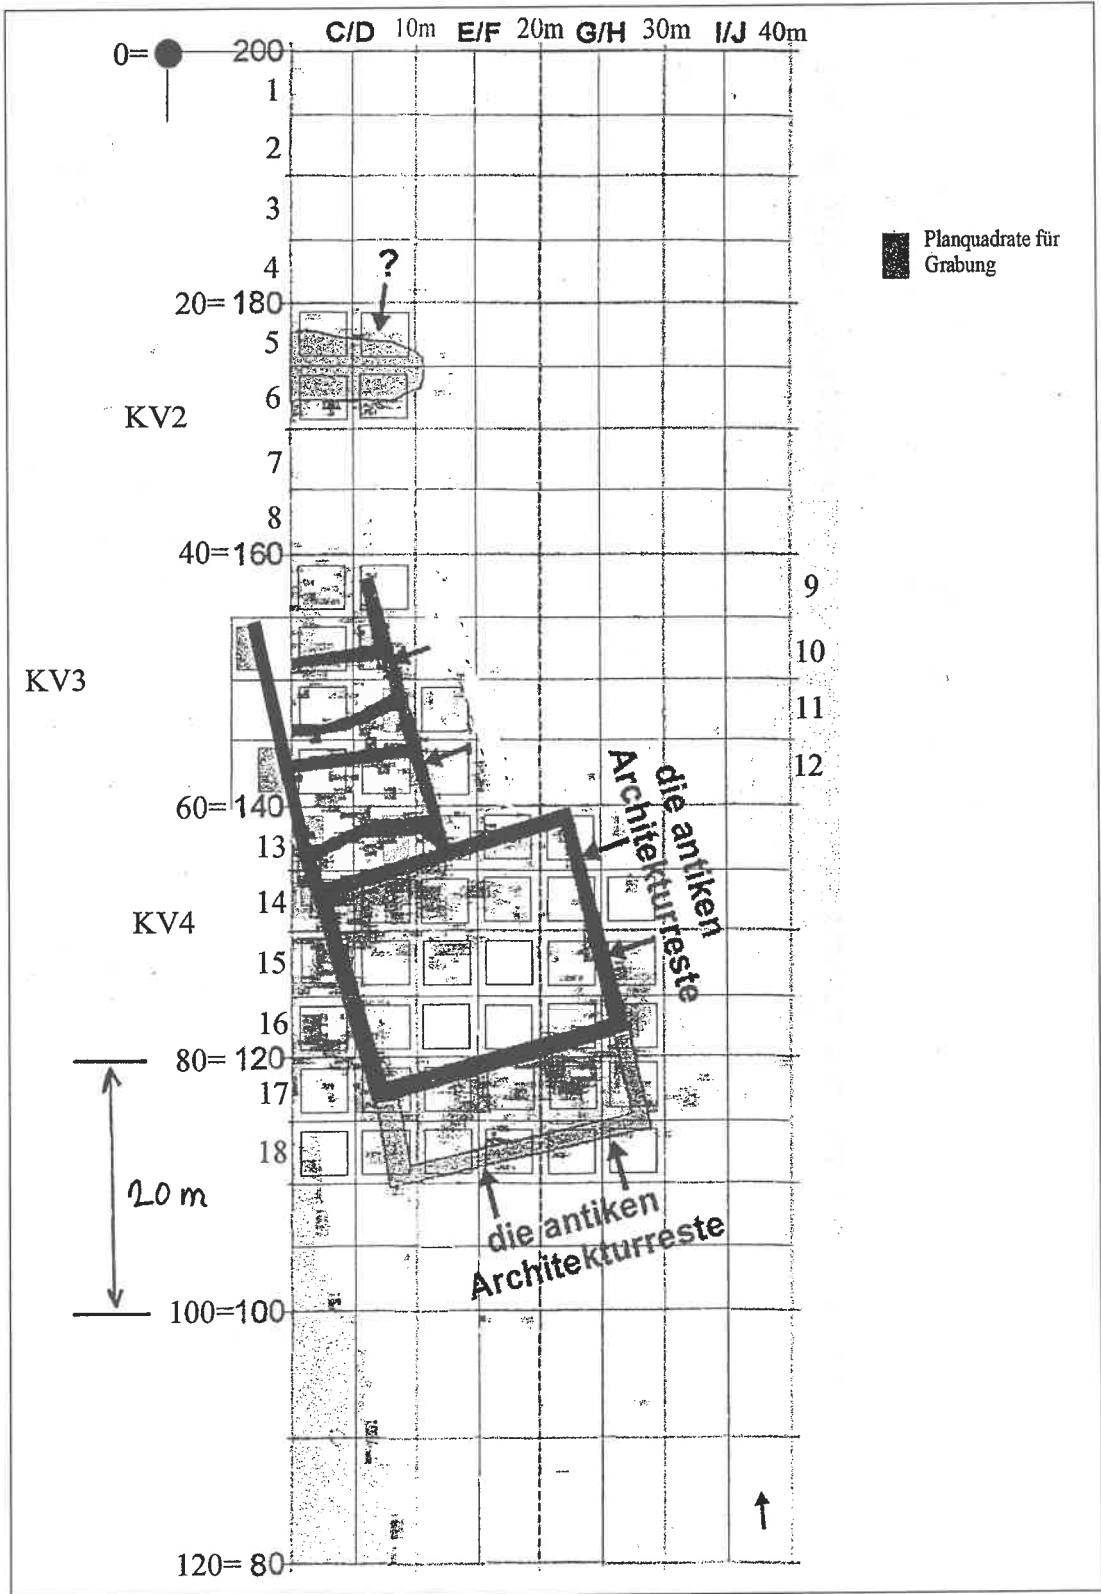 C/D 10m E/F 20m G/H 30m I/J 40m
0= 200
1
2
3
4
?
20= 180
5
6
KV2
7
8
40=160
9
10
KV3
11
12
60=140
13
14
KV4
15
16
80= 120
17
18
20 m
100=100
120= 80
Planquadrate für
Grabung
die antiken
Architekturreste
die antiken
Architekturreste